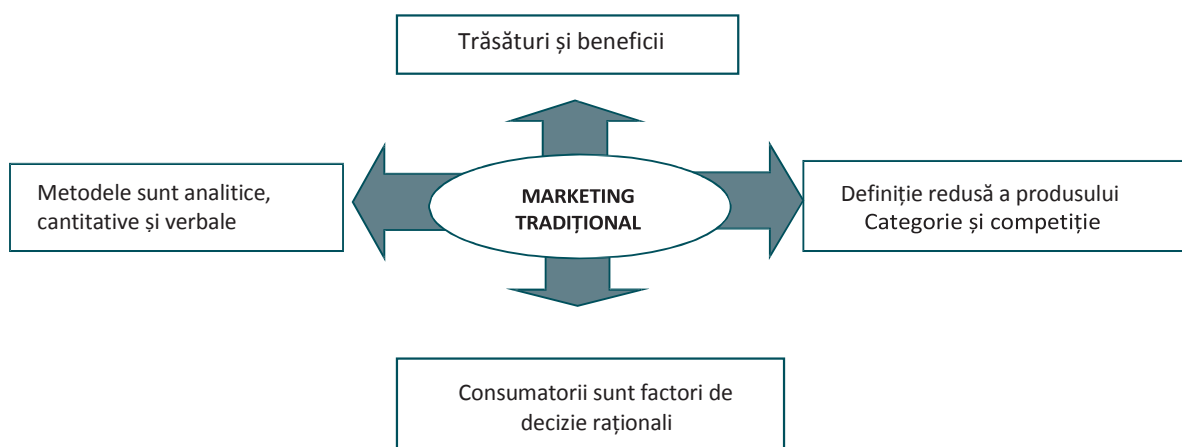 Trăsături și beneficii
Metodele sunt analitice,
cantitative și verbale
MARKETING
TRADIȚIONAL
Definiție redusă a produsului
Categorie și competiție
Consumatorii sunt factori de
decizie raționali